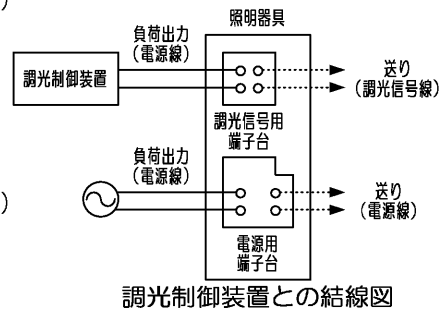 )
照明器具
負荷出力
(電源線)
調光制御装置
送り
(調光信号線)
調光信号用
端子台
負荷出力
(電源線)
)
送り
(電源線)
電源用
端子台
調光制御装置との結線図